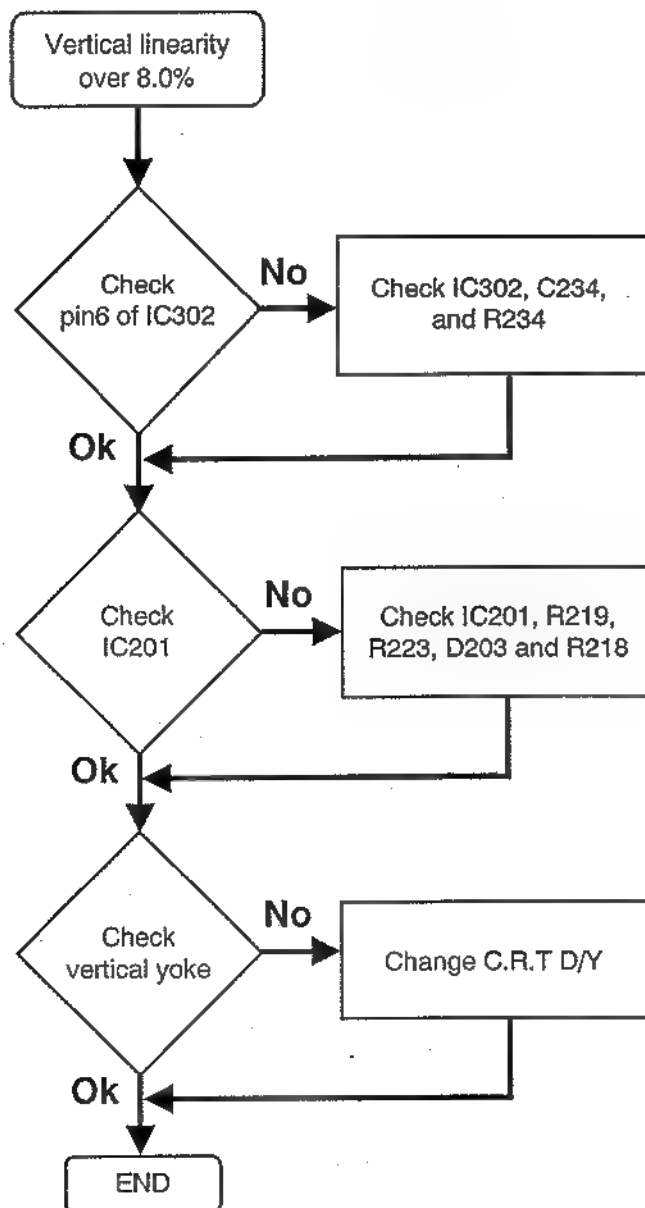 Vertical linearity
over 8.0%
Check
pin6 of IC302
No
Check IC302, C234,
and R234
Ok
Check
IC201
No
Check IC201, R219,
R223, D203 and R218
Ok
Check
vertical yoke
No
Change C.R.T D/Y
Ok
END